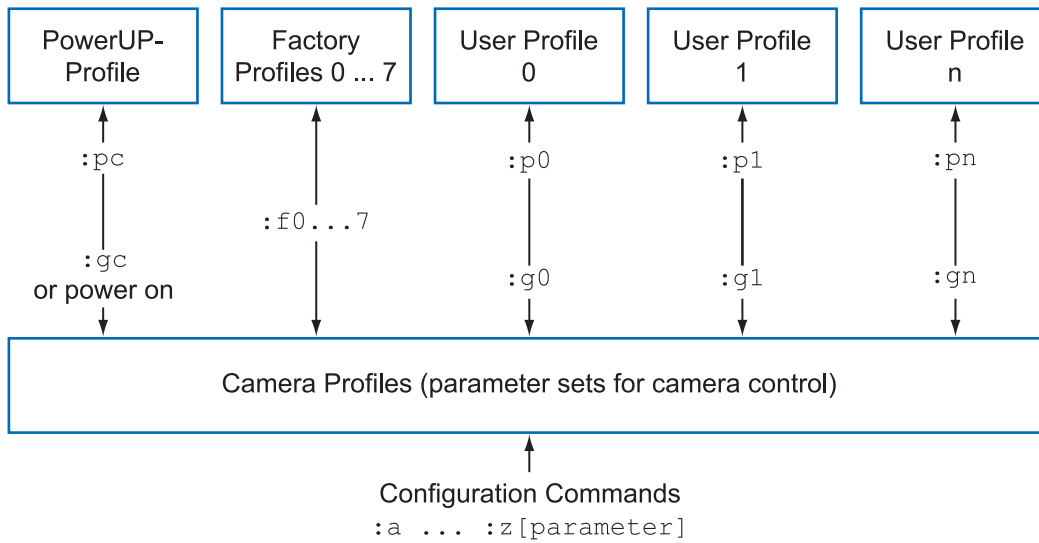 PowerUP-
Profile
Factory
Profiles 0 ... 7
User Profile
0
User Profile
1
User Profile
n
:pc
:gc
or power on
:f0...7
:p0
:g0
:p1
:g1
:pn
:gn
Camera Profiles (parameter sets for camera control)
Configuration Commands
:a ... :z[parameter]